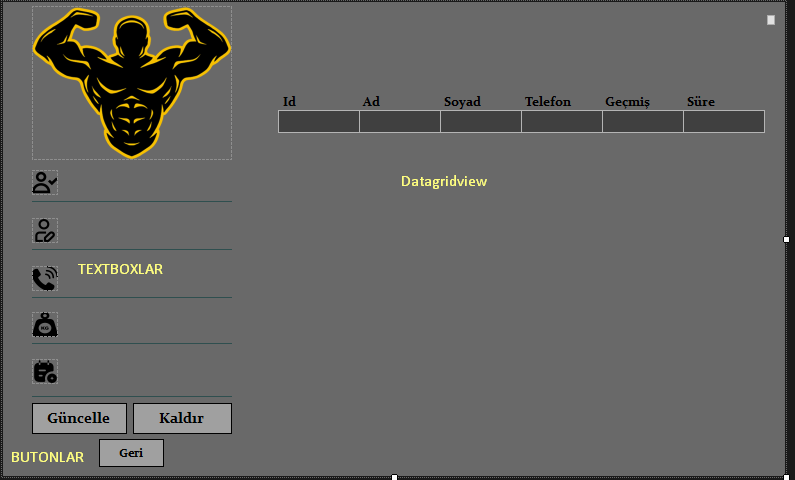 Id Ad Soyad Telefon Geçmiş Süre
Datagridview
TEXTBOXLAR
Güncelle Kaldır
BUTONLAR Geri